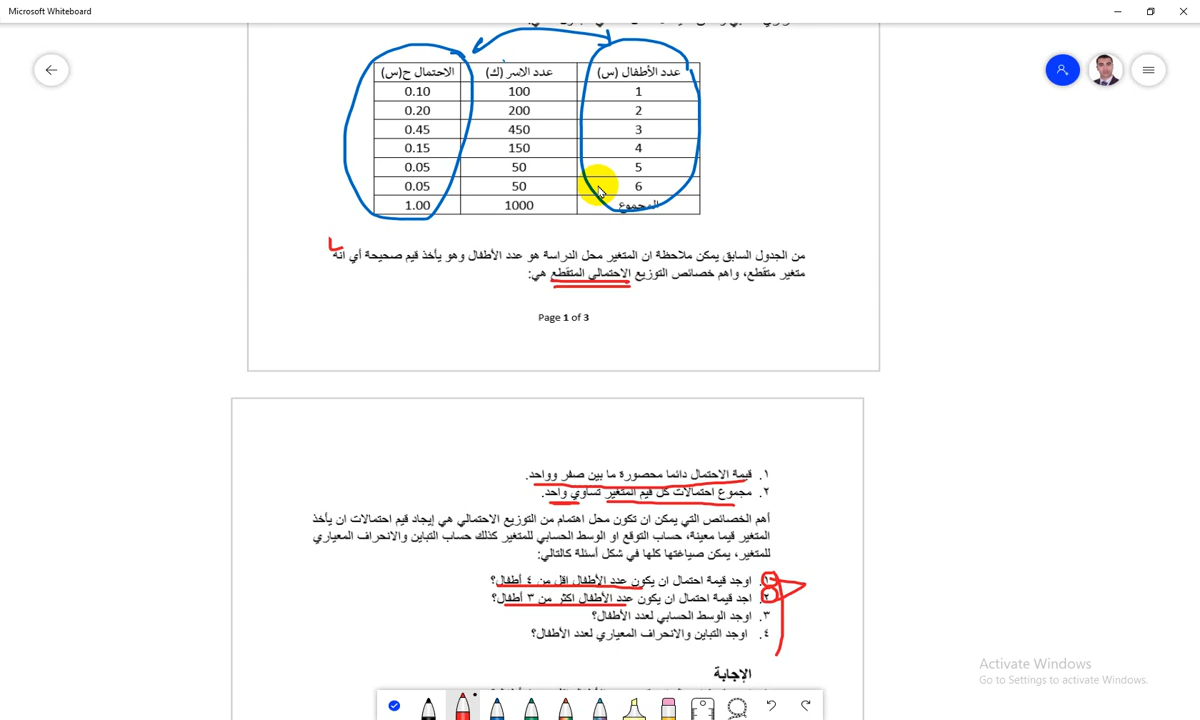 Microsoft Whiteboard
عدد الأطفال (س) عدد الاسر (ك) الاحتمال ح(س)
1 100 0.10
2 200 0.20
3 450 0.45
4 150 0.15
5 50 0.05
6 50 0.05
المجموع 1000 1.00
من الجدول السابق يمكن ملاحظة ان المتغير محل الدراسة هو عدد الأطفال وهو يأخذ قيم صحيحة أي انه
متغير متقطع، واهم خصائص التوزيع الاحتمالي المتقطع هي:
Page 1 of 3
١. قيمة الاحتمال دائما محصورة ما بين صفر وواحد.
٢. مجموع احتمالات كل قيم المتغير تساوي واحد.
أهم الخصائص التي يمكن ان تكون محل اهتمام من التوزيع الاحتمالي هي إيجاد قيم احتمالات ان يأخذ
المتغير قيما معينة، حساب التوقع او الوسط الحسابي للمتغير كذلك حساب التباين والانحراف المعياري
للمتغير، يمكن صياغتها كلها في شكل أسئلة كالتالي:
١. اوجد قيمة احتمال ان يكون عدد الأطفال اقل من ٤ أطفال؟
٢. اجد قيمة احتمال ان يكون عدد الأطفال اكثر من ٣ أطفال؟
٣. اوجد الوسط الحسابي لعدد الأطفال؟
٤. اوجد التباين والانحراف المعياري لعدد الأطفال؟
الإجابة
Activate Windows
Go to Settings to activate Windows.